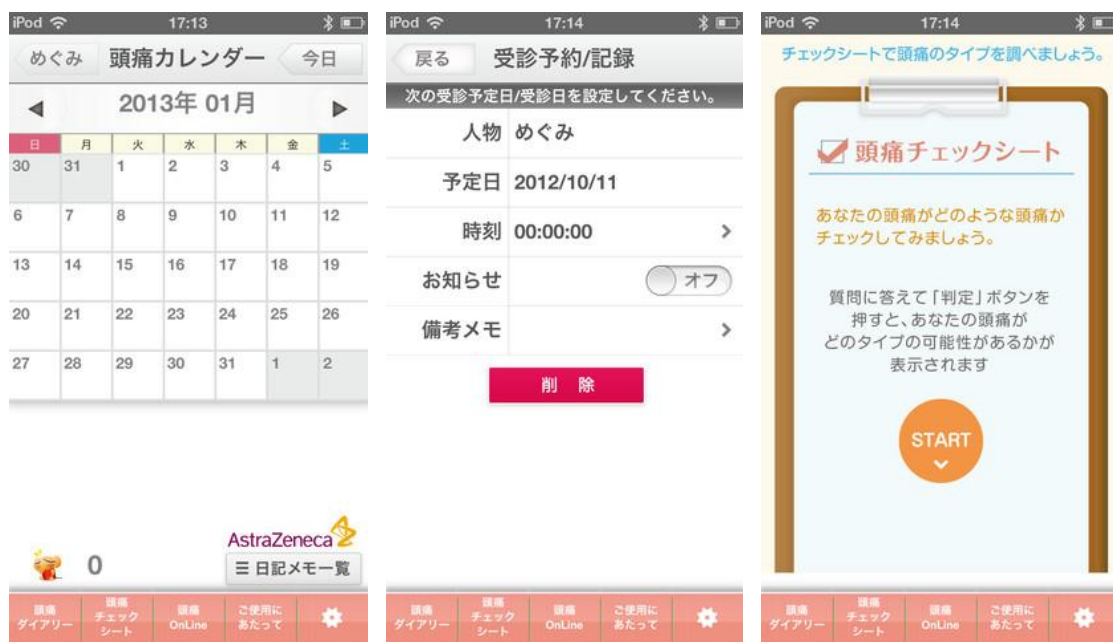 iPod 17:13
めぐみ 頭痛カレンダー 今日
2013年 01月
日 月 火 水 木 金 土
30 31 1 2 3 4 5
6 7 8 9 10 11 12
13 14 15 16 17 18 19
20 21 22 23 24 25 26
27 28 29 30 31 1 2
AstraZeneca
0
日記メモ一覧
頭痛
ダイアリー
頭痛
チェック
シート
頭痛
OnLine
ご使用に
あたって
iPod 17:14
戻る 受診予約/記録
次の受診予定日/受診日を設定してください。
人物 めぐみ
予定日 2012/10/11
時刻 00:00:00
お知らせ オフ
備考メモ
削 除
頭痛
ダイアリー
頭痛
チェック
シート
頭痛
OnLine
ご使用に
あたって
iPod 17:14
チェックシートで頭痛のタイプを調べましょう。
頭痛チェックシート
あなたの頭痛がどのような頭痛か
チェックしてみましょう。
質問に答えて「判定」ボタンを
押すと、あなたの頭痛が
どのタイプの可能性があるかが
表示されます
START
頭痛
ダイアリー
頭痛
チェック
シート
頭痛
OnLine
ご使用に
あたって